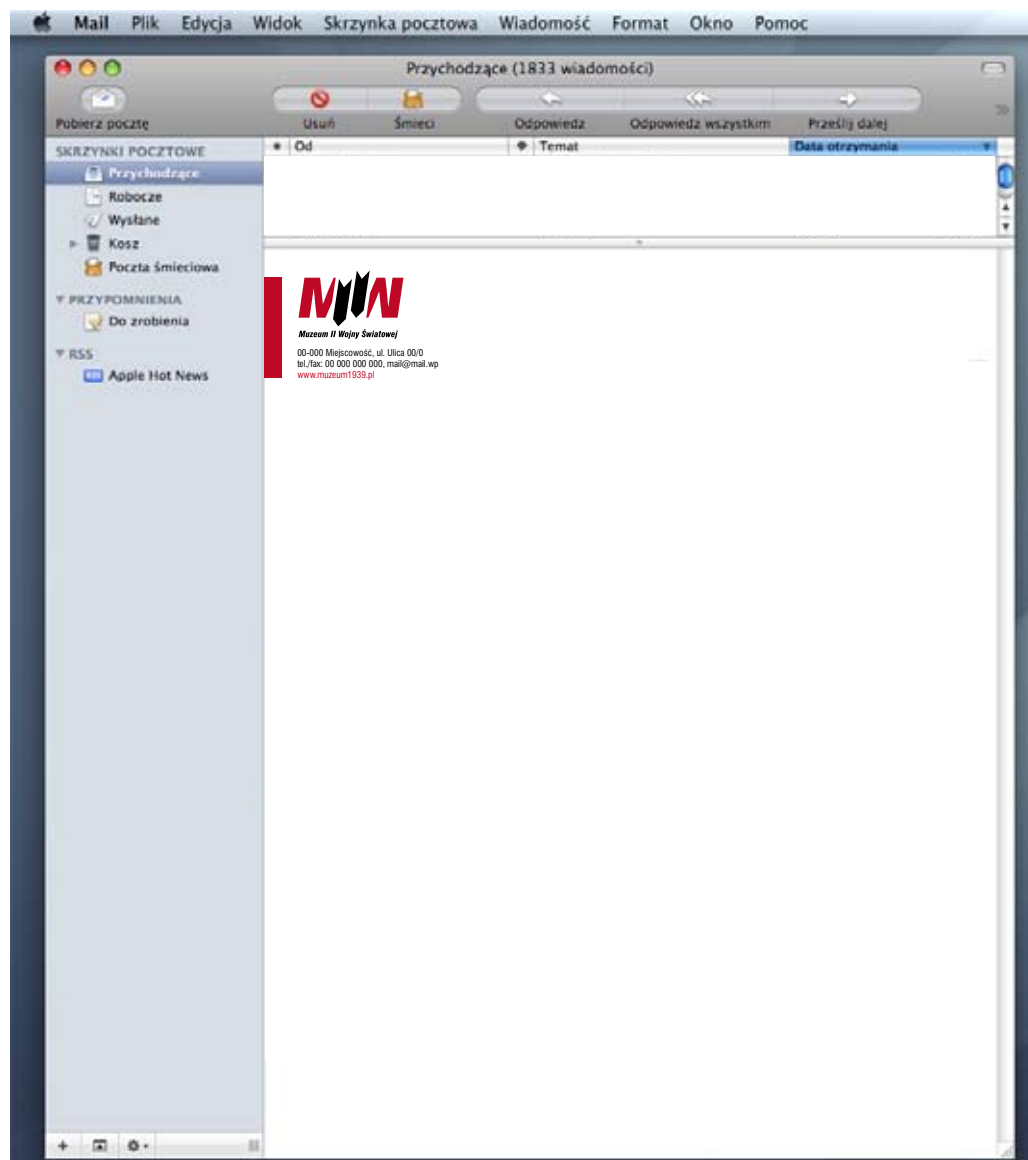 Mail Plik Edycja Widok Skrzynka pocztowa Wiadomość Format Okno Pomoc
Przychodzące (1833 wiadomości)
Pobierz pocztę Usuń Śmieci Odpowiedz Odpowiedz wszystkim Prześlij dalej
SKRZYNKI POCZTOWE
Przychodzące
Robocze
Wysłane
Kosz
Poczta śmieciowa
PRZYPOMNIENIA
Do zrobienia
RSS
Apple Hot News
Od Temat Data otrzymania
MIIW
Muzeum II Wojny Światowej
00-000 Miejscowość, ul. Ulica 00/0
tel./fax: 00 000 000 000, mail@mail.wp
www.muzeum1939.pl